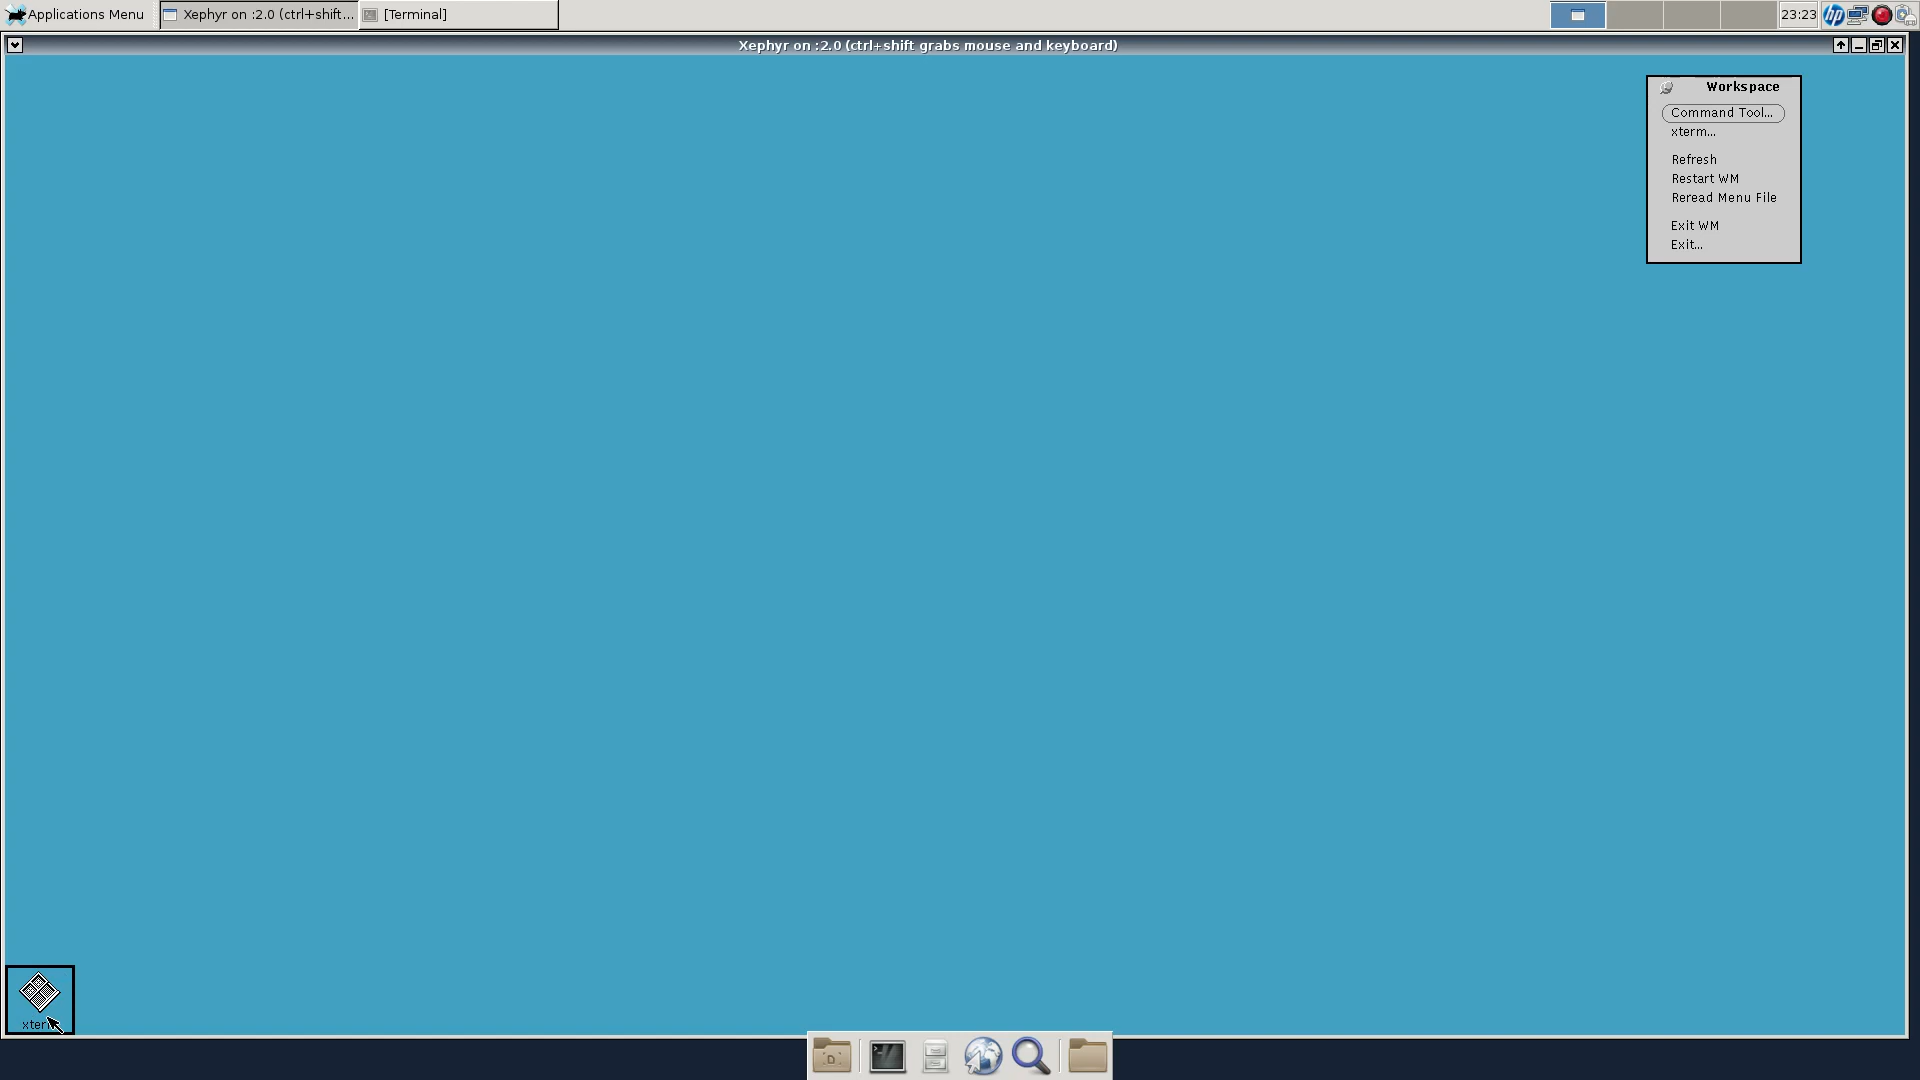 Applications Menu
Xephyr on :2.0 (ctrl+shift...
[Terminal]
23:23
hp
Xephyr on :2.0 (ctrl+shift grabs mouse and keyboard)
Workspace
Command Tool...
xterm...
Refresh
Restart WM
Reread Menu File
Exit WM
Exit...
D